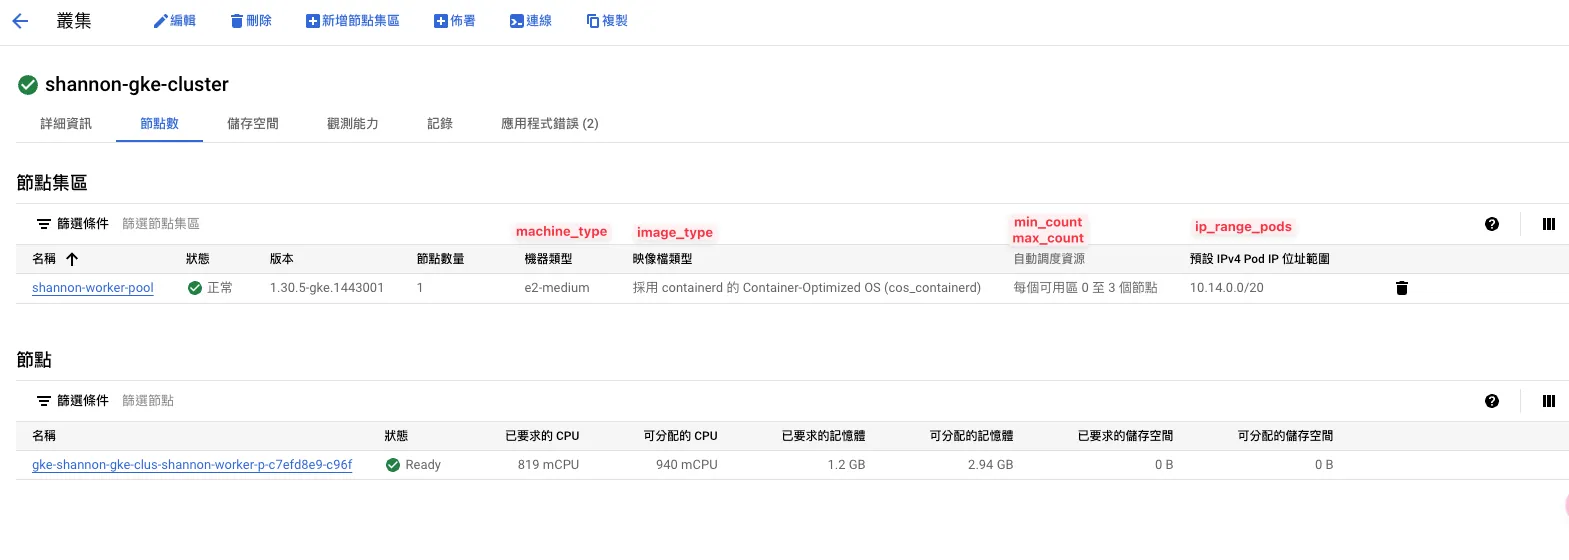 叢集 編輯 刪除 新增節點集區 佈署 連線 複製
shannon-gke-cluster
詳細資訊 節點數 儲存空間 觀測能力 記錄 應用程式錯誤 (2)
節點集區
篩選條件 篩選節點集區
machine_type image_type min_count ip_range_pods
max_count
名稱 狀態 版本 節點數量 機器類型 映像檔類型 自動調度資源 預設 IPv4 Pod IP 位址範圍
shannon-worker-pool 正常 1.30.5-gke.1443001 1 e2-medium 採用 containerd 的 Container-Optimized OS (cos_containerd) 每個可用區 0 至 3 個節點 10.14.0.0/20
節點
篩選條件 篩選節點
名稱 狀態 已要求的 CPU 可分配的 CPU 已要求的記憶體 可分配的記憶體 已要求的儲存空間 可分配的儲存空間
gke-shannon-gke-clus-shannon-worker-p-c7efd8e9-c96f Ready 819 mCPU 940 mCPU 1.2 GB 2.94 GB 0 B 0 B